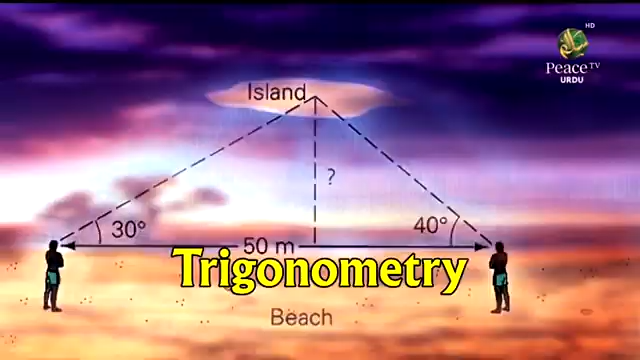 HD
Peace TV
URDU
Island
?
30°
40°
50 m
Trigonometry
Beach